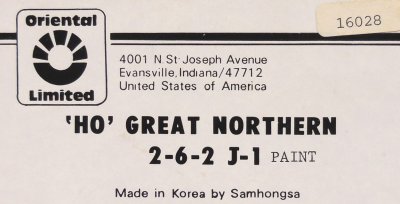 Oriental
Limited
16028
4001 N.St. Joseph Avenue
Evansville, Indiana/47712
United States of America
'HO' GREAT NORTHERN
2-6-2 J-1 PAINT
Made in Korea by Samhongsa